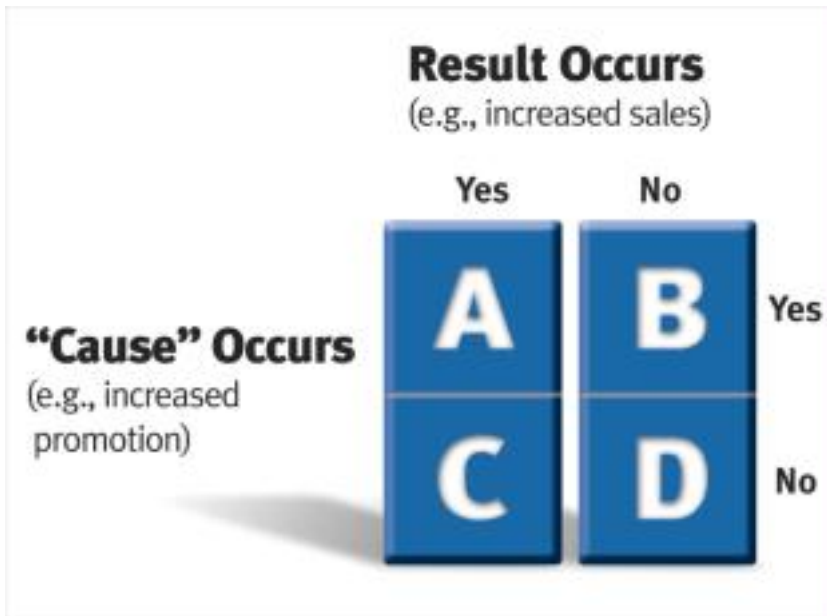 Result Occurs
(e.g., increased sales)
Yes No
A B Yes
“Cause” Occurs
(e.g., increased
promotion)
C D No